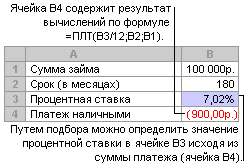 Ячейка B4 содержит результат
вычислений по формуле
=ПЛТ(B3/12;B2;B1).
A B
1 Сумма займа 100 000р.
2 Срок (в месяцах) 180
3 Процентная ставка 7,02%
4 Платеж наличными (900,00р.)
Путем подбора можно определить значение
процентной ставки в ячейке B3 исходя из
суммы платежа (ячейка B4).